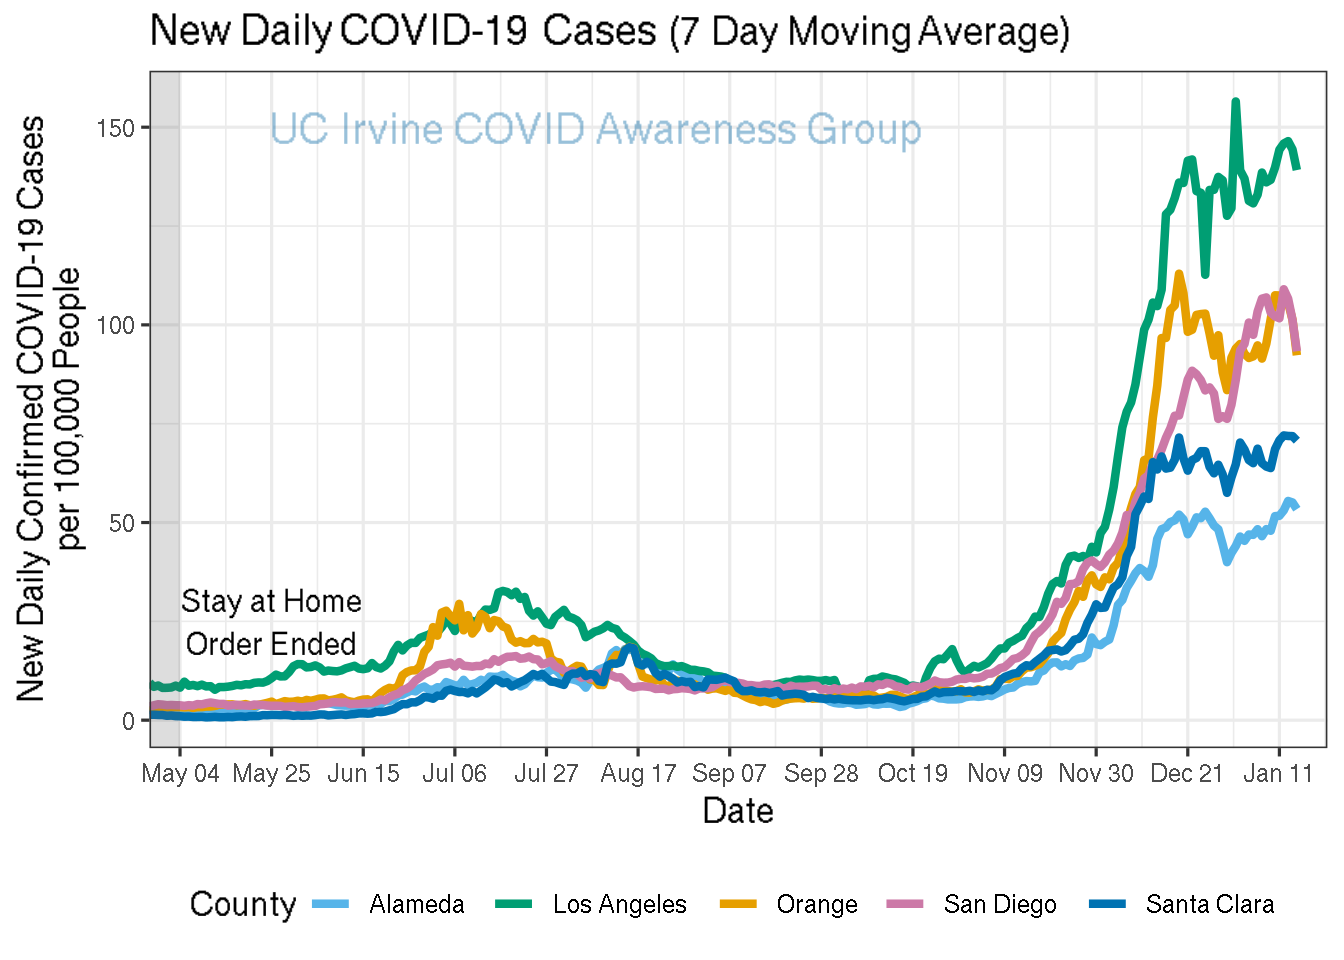 New Daily COVID-19 Cases (7 Day Moving Average)
UC Irvine COVID Awareness Group
New Daily Confirmed COVID-19 Cases
per 100,000 People
150
100
50
0
Stay at Home
Order Ended
May 04 May 25 Jun 15 Jul 06 Jul 27 Aug 17 Sep 07 Sep 28 Oct 19 Nov 09 Nov 30 Dec 21 Jan 11
Date
County Alameda Los Angeles Orange San Diego Santa Clara